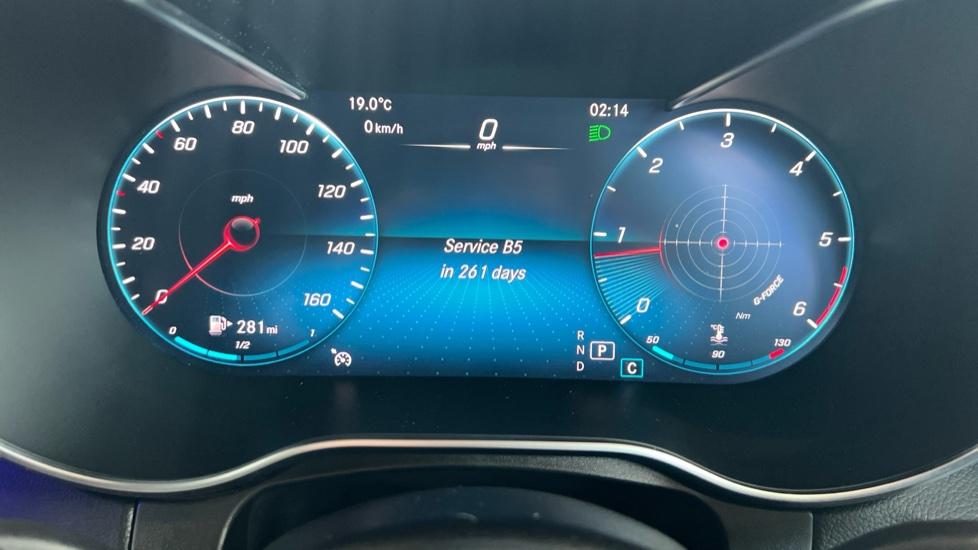 19.0°C
0 km/h
0
mph
02:14
20
40
60
80
100
120
140
160
0
mph
281 mi
0 1/2 1
Service B5
in 261 days
R
N P
D
C
0
1
2
3
4
5
6
G-FORCE
Nm
°C/°F
50 90 130